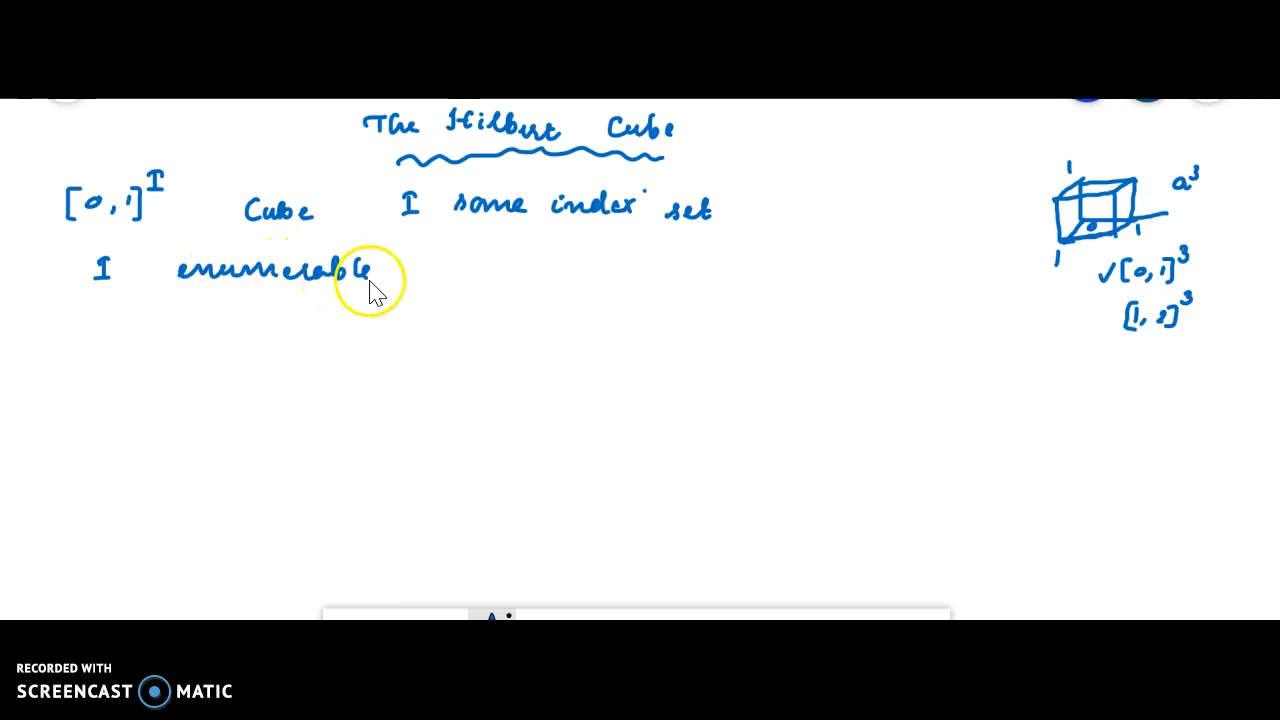 The Hilbert Cube
[0,1]^I Cube I some index set
I enumerable
1
a³
0
1
1
✓[0,1]³
[1,2]³
RECORDED WITH
SCREENCAST MATIC